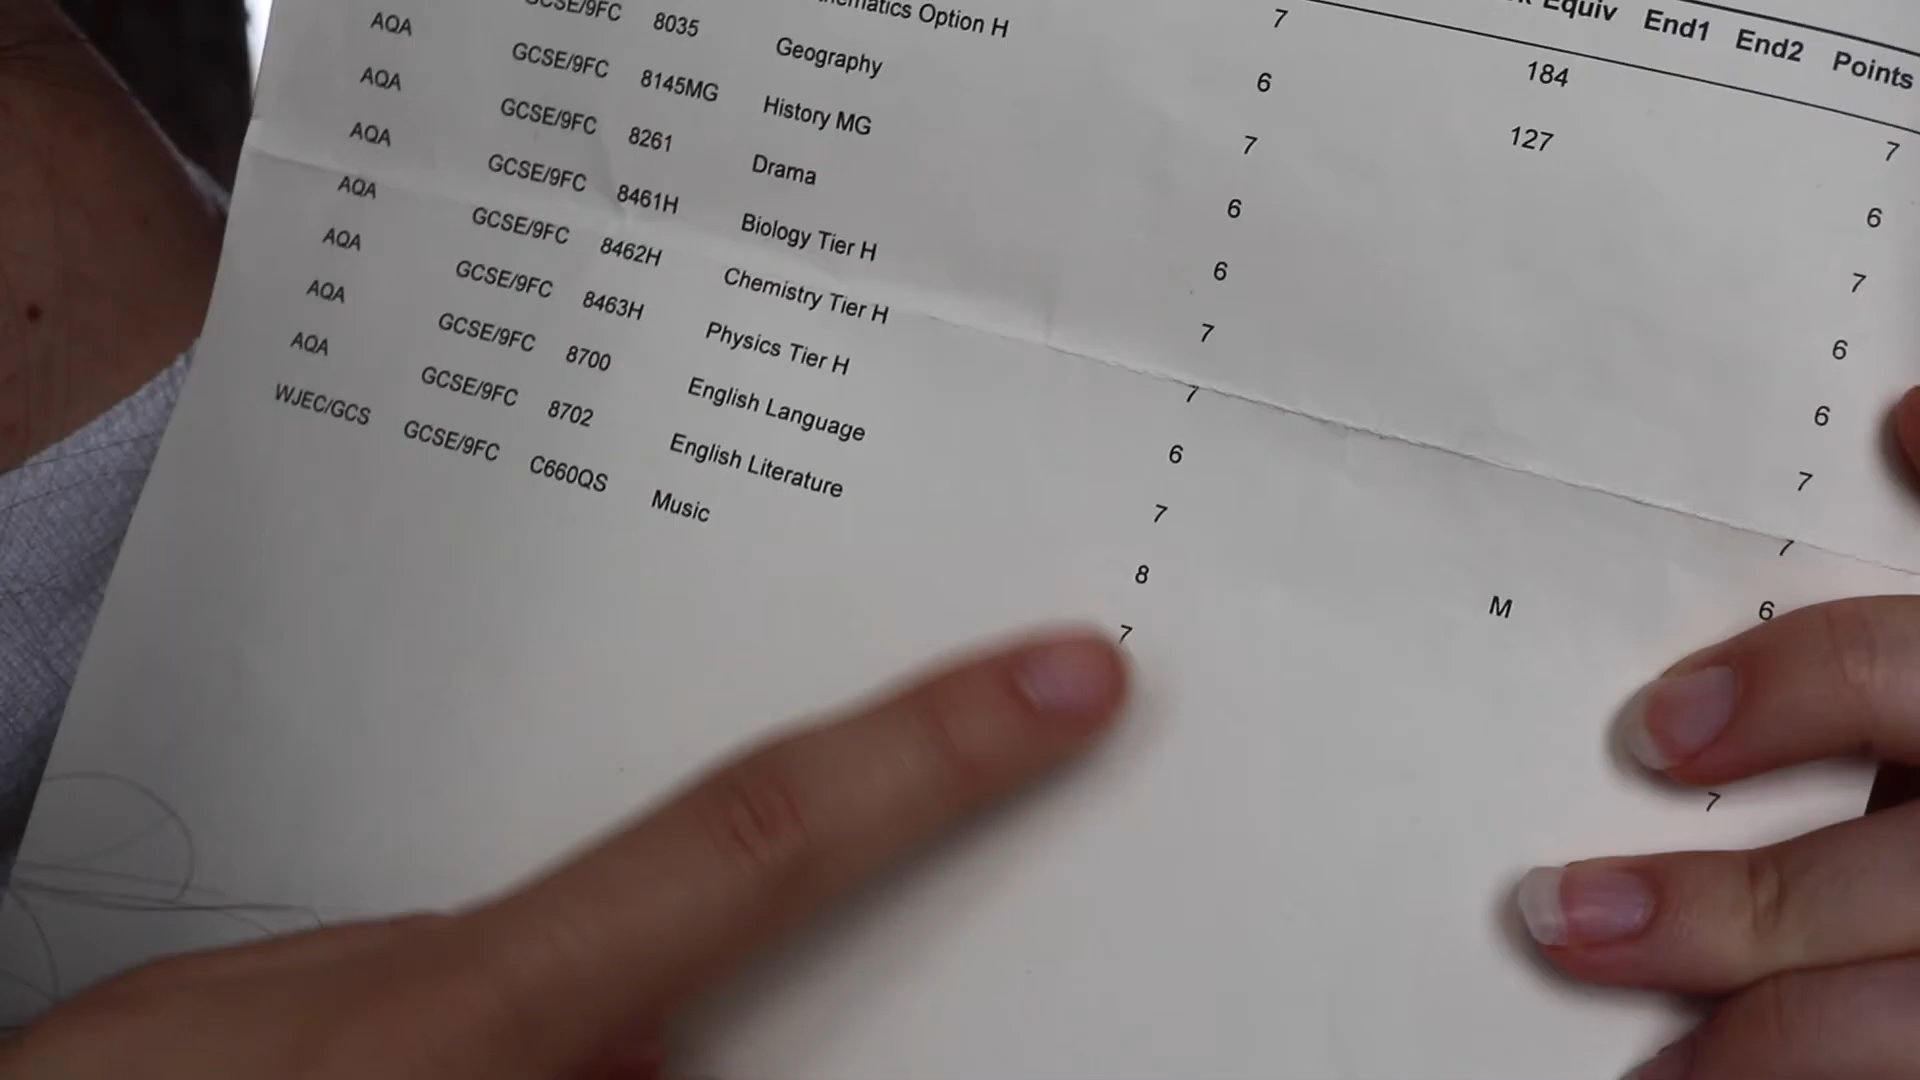 Equiv End1 End2 Points
7 184 7
Option H 6 127 6
GCSE/9FC 8035 Geography 7 7
AQA GCSE/9FC 8145MG History MG 6 6
AQA GCSE/9FC 8261 Drama 6 6
AQA GCSE/9FC 8461H Biology Tier H 7 7
AQA GCSE/9FC 8462H Chemistry Tier H 7 7
AQA GCSE/9FC 8463H Physics Tier H 6 6
AQA GCSE/9FC 8700 English Language 7 M
AQA GCSE/9FC 8702 English Literature 8
WJEC/GCS GCSE/9FC C660QS Music 7 7